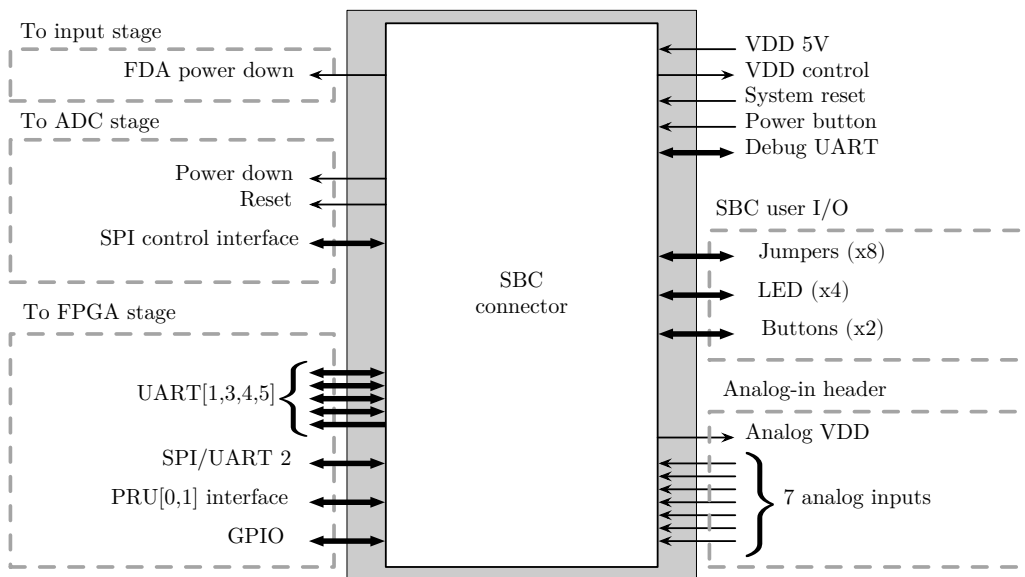 To input stage
FDA power down
To ADC stage
Power down
Reset
SPI control interface
To FPGA stage
UART[1,3,4,5]
SPI/UART 2
PRU[0,1] interface
GPIO
SBC
connector
VDD 5V
VDD control
System reset
Power button
Debug UART
SBC user I/O
Jumpers (x8)
LED (x4)
Buttons (x2)
Analog-in header
Analog VDD
7 analog inputs